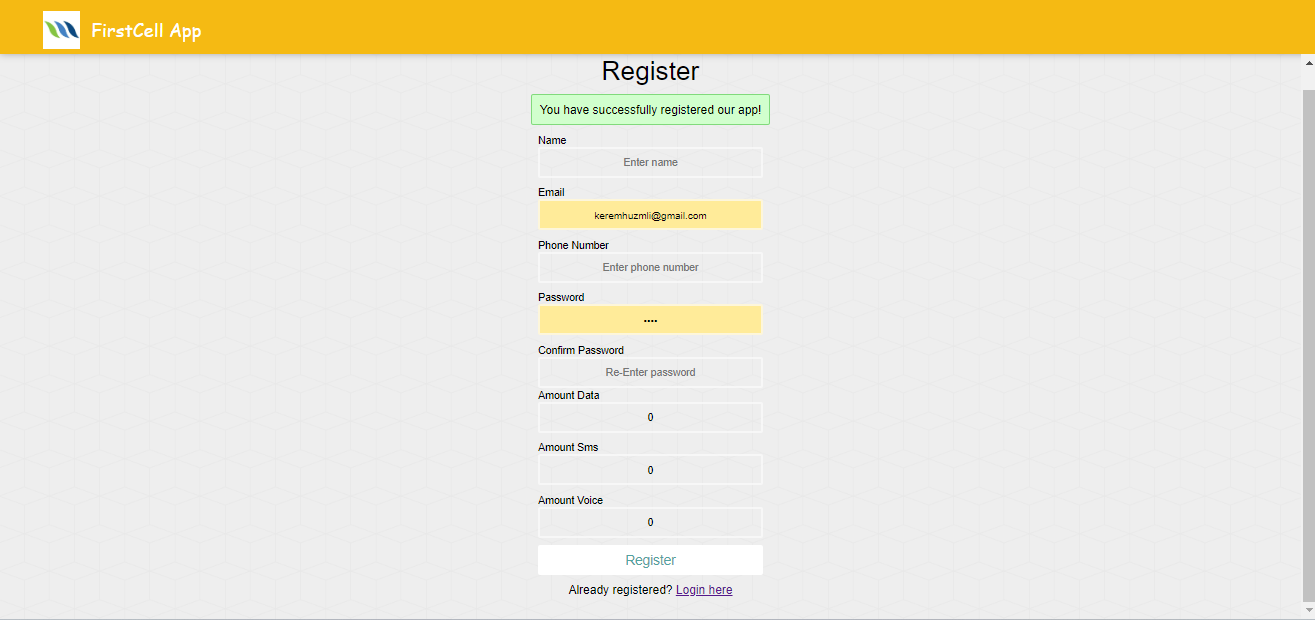 FirstCell App
Register
You have successfully registered our app!
Name
Enter name
Email
keremhuzmli@gmail.com
Phone Number
Enter phone number
Password
••••
Confirm Password
Re-Enter password
Amount Data
0
Amount Sms
0
Amount Voice
0
Register
Already registered? Login here